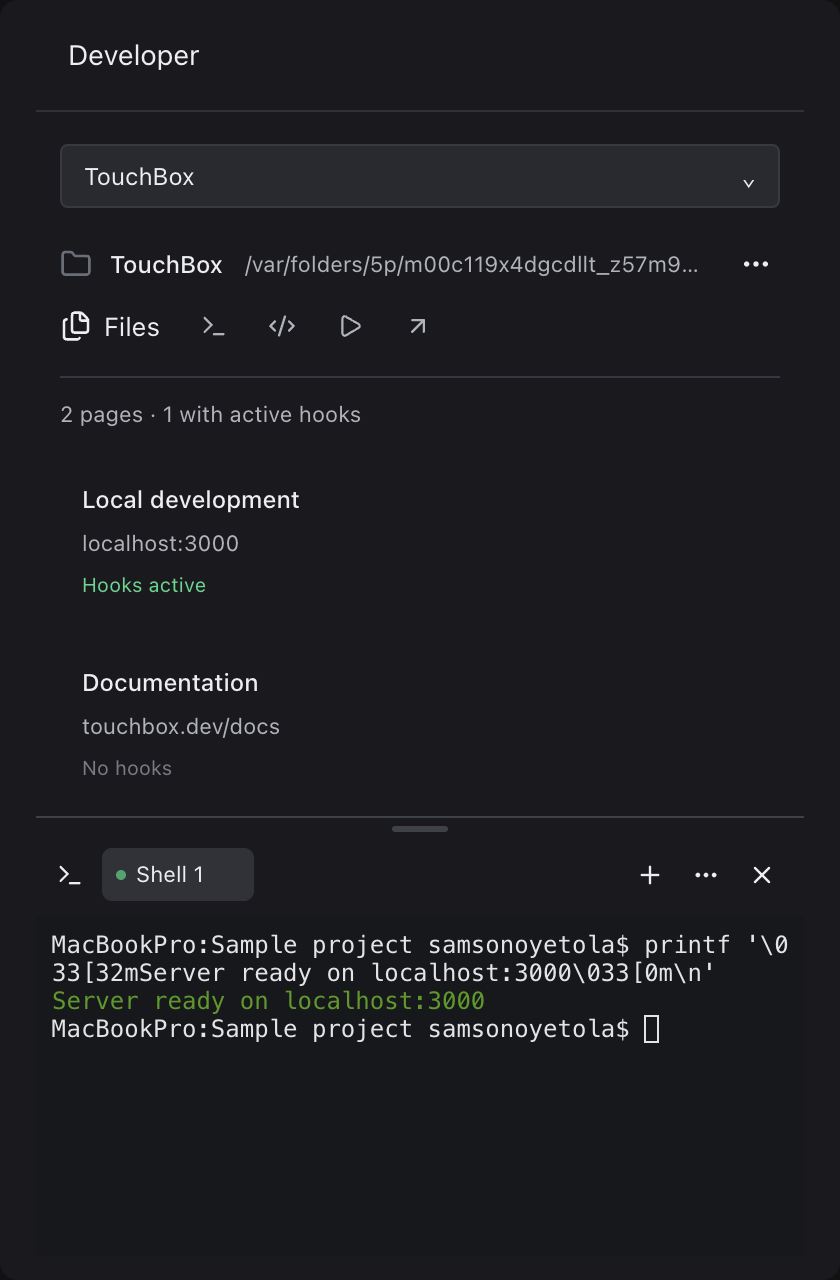 Developer
TouchBox
TouchBox /var/folders/5p/m00c119x4dgcdllt_z57m9...
Files
2 pages · 1 with active hooks
Local development
localhost:3000
Hooks active
Documentation
touchbox.dev/docs
No hooks
Shell 1
MacBookPro:Sample project samsonoyetola$ printf '\0
33[32mServer ready on localhost:3000\033[0m\n'
Server ready on localhost:3000
MacBookPro:Sample project samsonoyetola$